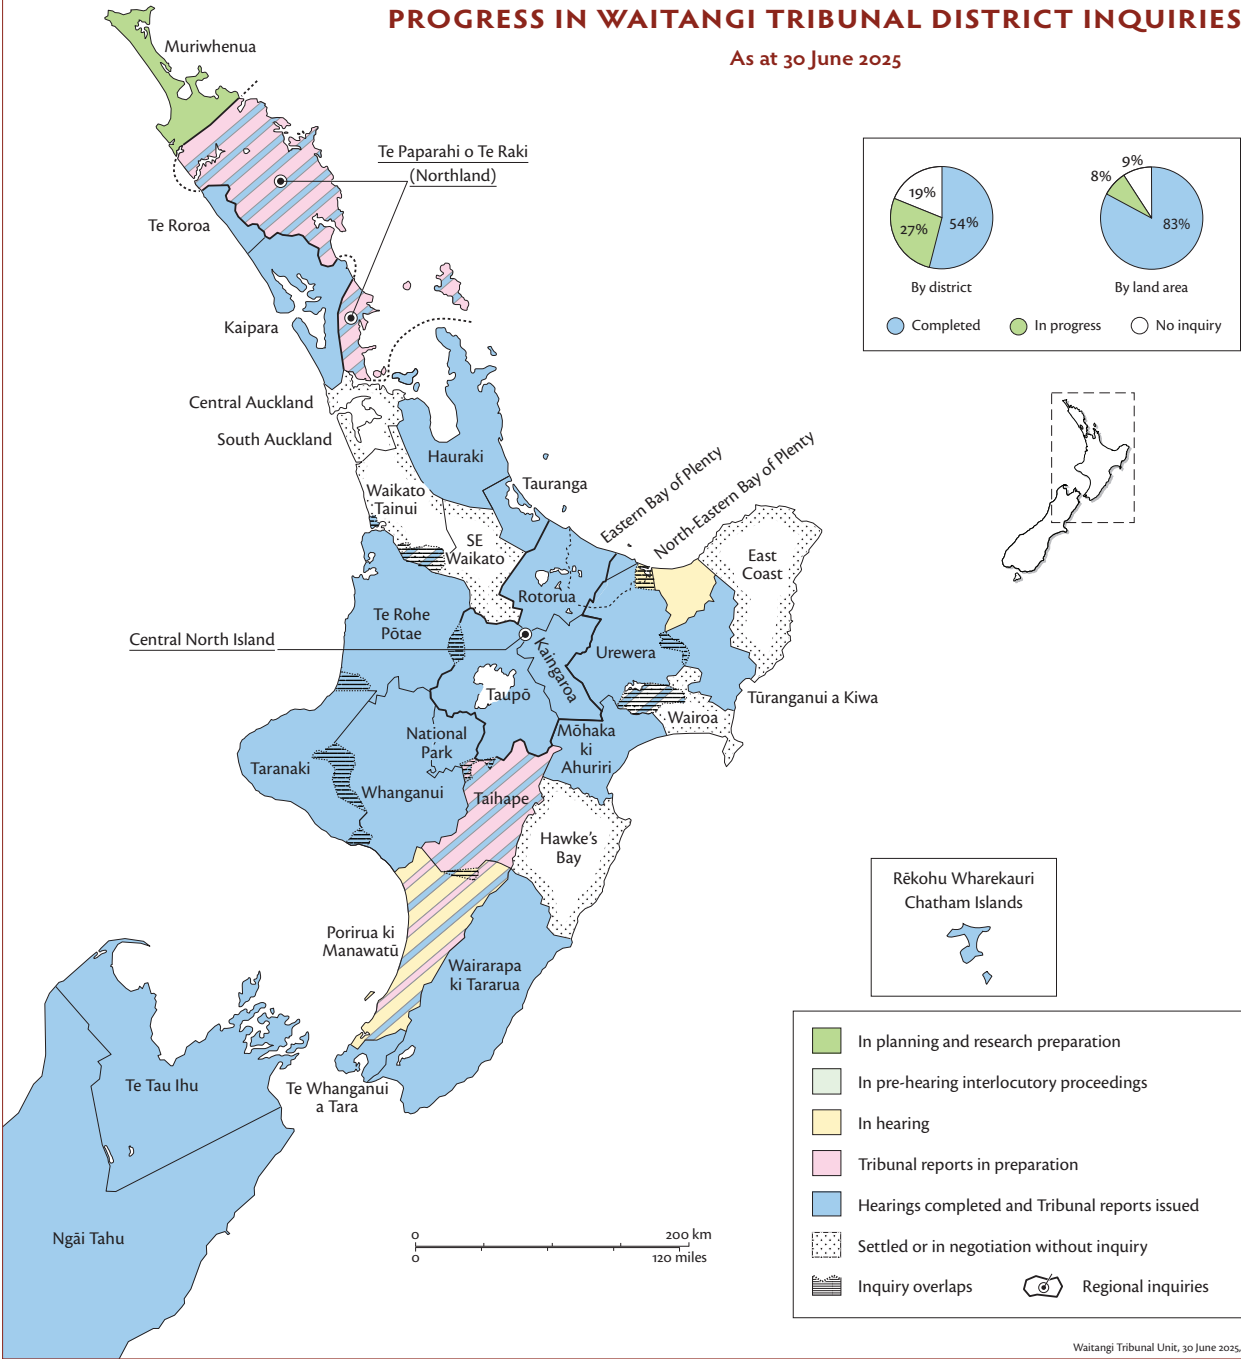 PROGRESS IN WAITANGI TRIBUNAL DISTRICT INQUIRIES
As at 30 June 2025
Muriwhenua
Te Paparahi o Te Raki
(Northland)
Te Roroa
Kaipara
Central Auckland
South Auckland
Hauraki
Waikato
Tainui
Tauranga
Eastern Bay of Plenty
North-Eastern Bay of Plenty
SE
Waikato
East
Coast
Rotorua
Te Rohe
Pōtae
Central North Island
Kaingaroa
Urewera
Taupō
Tūranganui a Kiwa
Wairoa
National
Park
Mōhaka
ki
Ahuriri
Taranaki
Whanganui
Taihape
Hawke's
Bay
Porirua ki
Manawatū
Wairarapa
ki Tararua
Te Whanganui
a Tara
Te Tau Ihu
Ngāi Tahu
19%
54%
27%
By district
9%
8%
83%
By land area
Completed
In progress
No inquiry
Rēkohu Wharekauri
Chatham Islands
In planning and research preparation
In pre-hearing interlocutory proceedings
In hearing
Tribunal reports in preparation
Hearings completed and Tribunal reports issued
Settled or in negotiation without inquiry
Inquiry overlaps
Regional inquiries
0 200 km
0 120 miles
Waitangi Tribunal Unit, 30 June 2025,